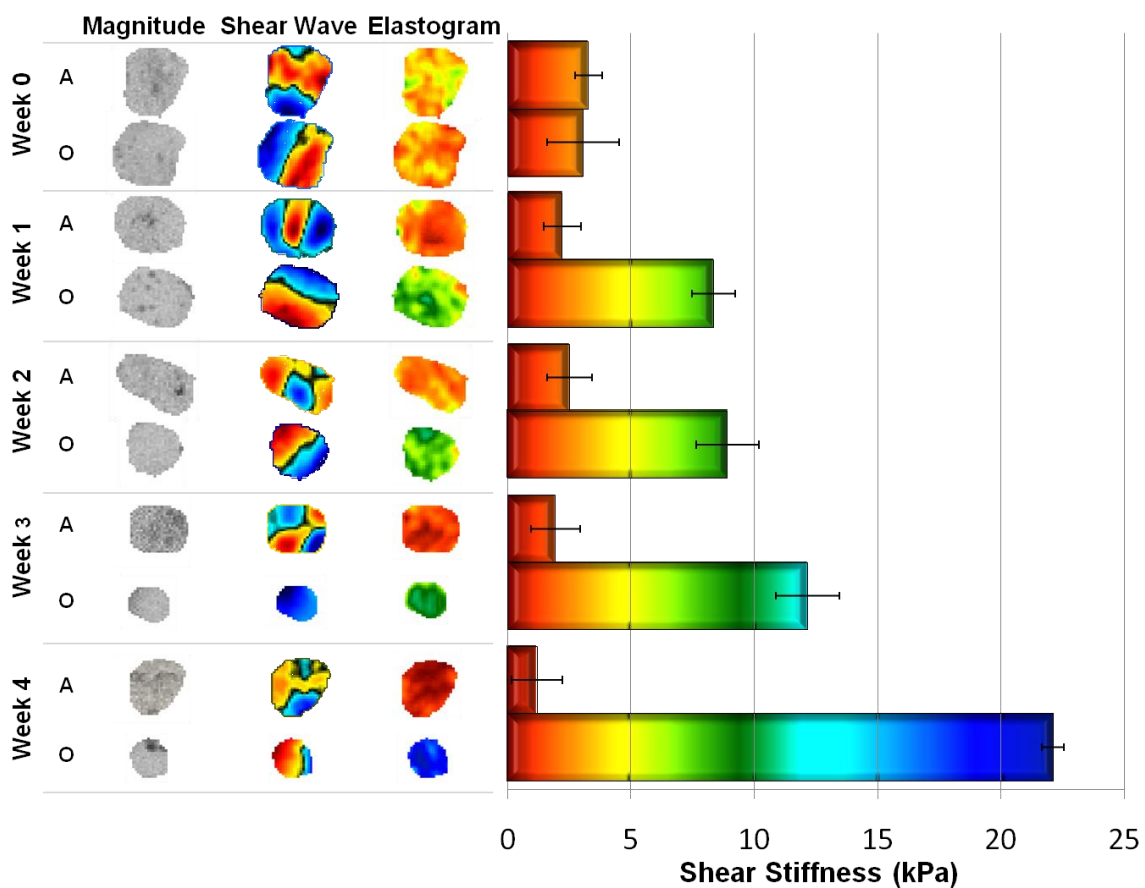 Magnitude Shear Wave Elastogram
Week 0
A
O
Week 1
A
O
Week 2
A
O
Week 3
A
O
Week 4
A
O
0 5 10 15 20 25
Shear Stiffness (kPa)